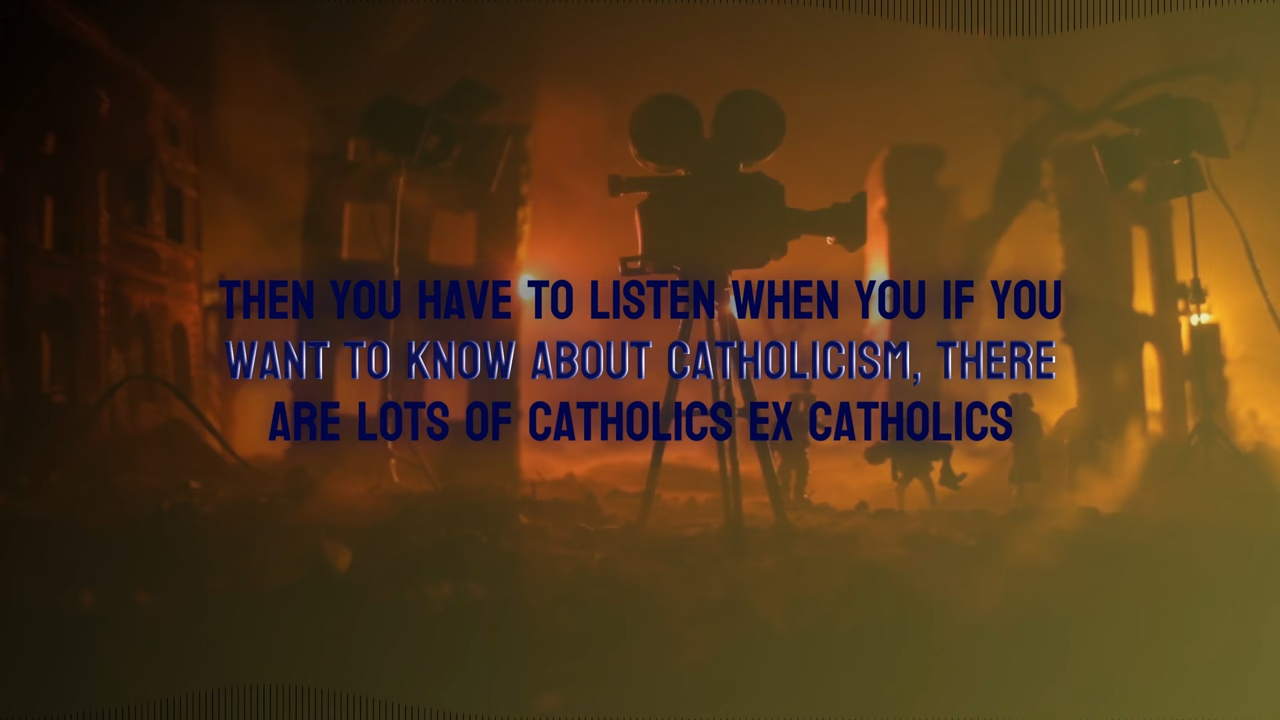 THEN YOU HAVE TO LISTEN WHEN YOU IF YOU
WANT TO KNOW ABOUT CATHOLICISM, THERE
ARE LOTS OF CATHOLICS EX CATHOLICS